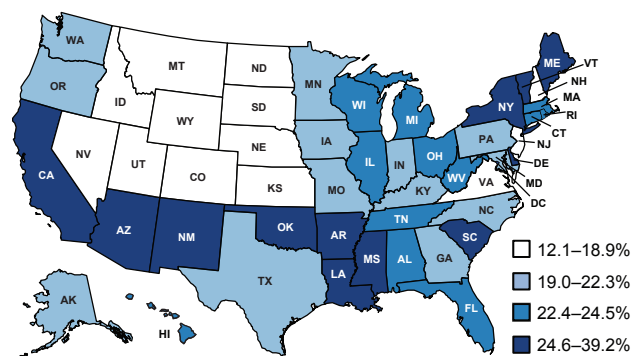 WA
MT
ND
MN
ME
VT
NH
MA
RI
CT
NJ
DE
MD
DC
OR
ID
SD
WI
MI
NY
WY
NE
IA
PA
NV
UT
CO
KS
IL
IN
OH
WV
VA
CA
MO
KY
NC
AZ
NM
OK
AR
TN
SC
MS
AL
GA
LA
TX
FL
AK
HI
12.1–18.9%
19.0–22.3%
22.4–24.5%
24.6–39.2%